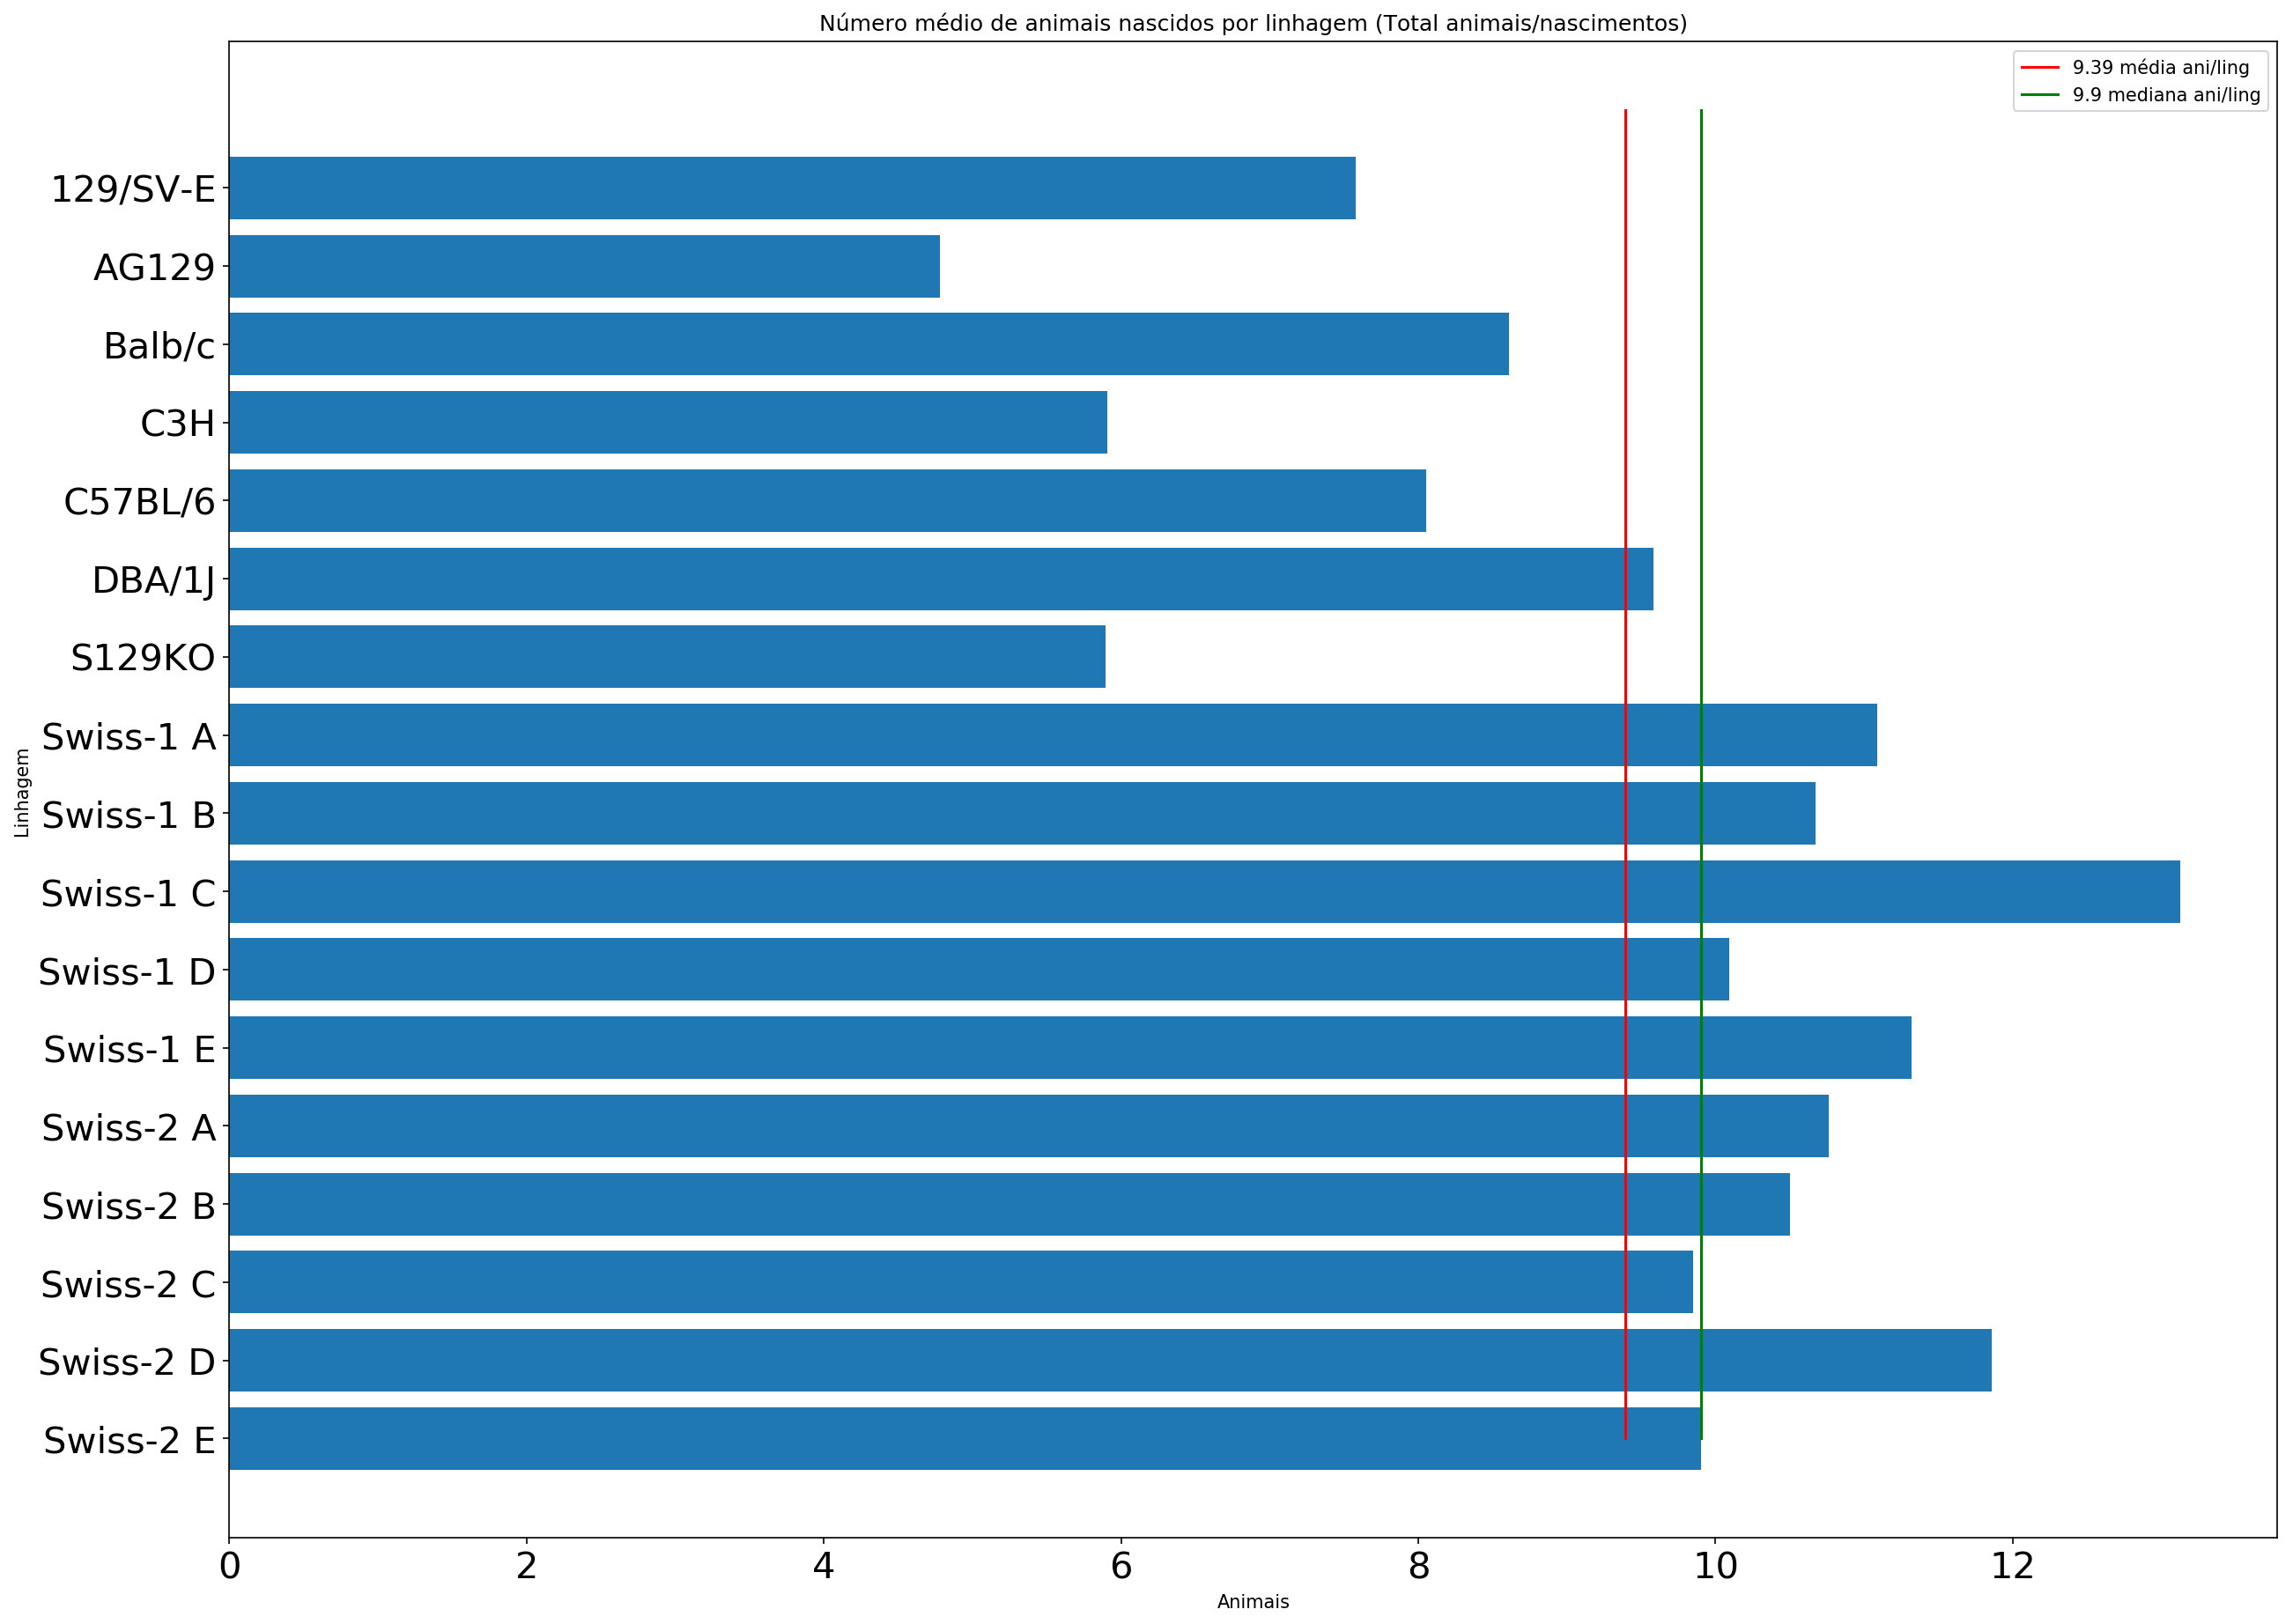 Número médio de animais nascidos por linhagem (Total animais/nascimentos)
9.39 média ani/ling
9.9 mediana ani/ling
129/SV-E
AG129
Balb/c
C3H
C57BL/6
DBA/1J
S129KO
Swiss-1 A
Swiss-1 B
Swiss-1 C
Swiss-1 D
Swiss-1 E
Swiss-2 A
Swiss-2 B
Swiss-2 C
Swiss-2 D
Swiss-2 E
Linhagem
0 2 4 6 8 10 12
Animais